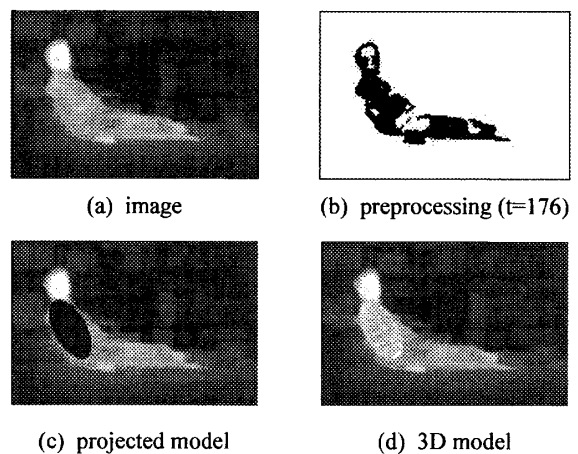 (a) image
(b) preprocessing (t=176)
(c) projected model
(d) 3D model